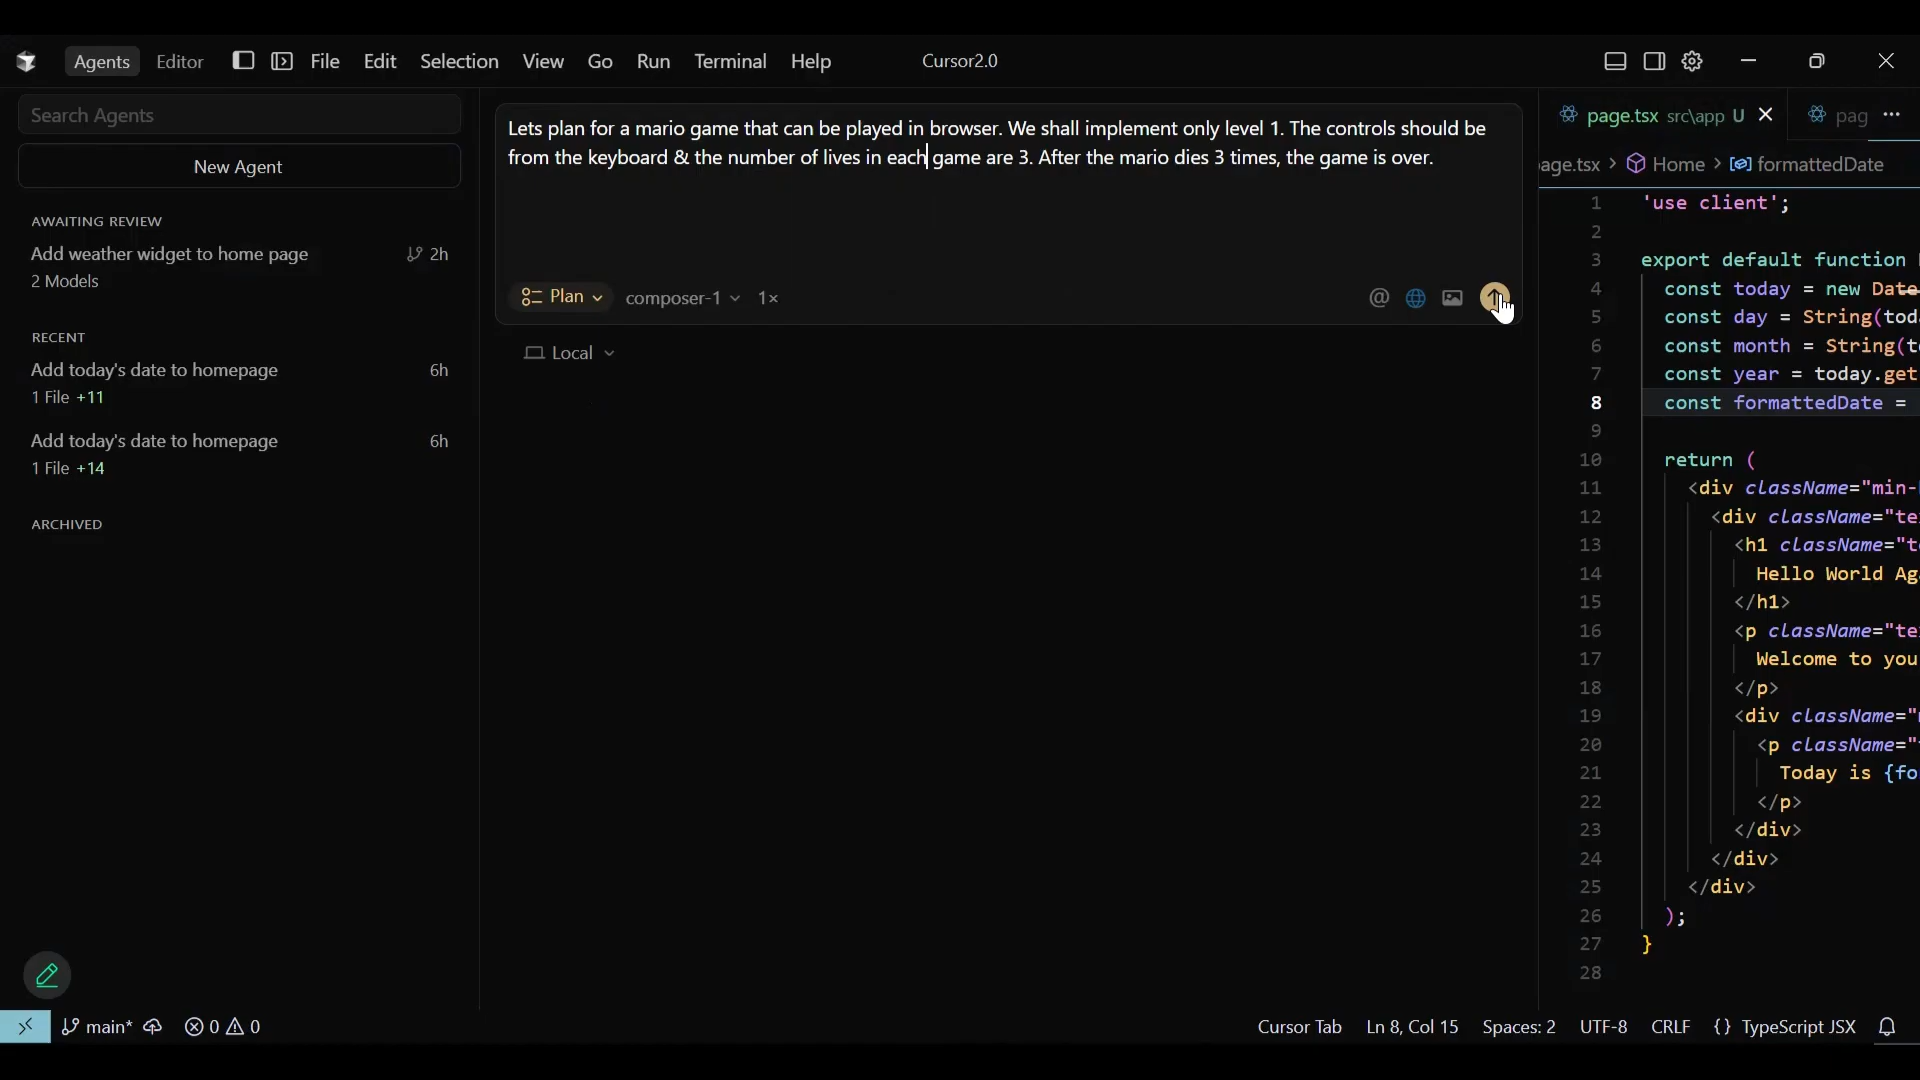 Agents Editor File Edit Selection View Go Run Terminal Help Cursor2.0
Search Agents
New Agent
AWAITING REVIEW
Add weather widget to home page 2h
2 Models
RECENT
Add today's date to homepage 6h
1 File +11
Add today's date to homepage 6h
1 File +14
ARCHIVED
Lets plan for a mario game that can be played in browser. We shall implement only level 1. The controls should be
from the keyboard & the number of lives in each game are 3. After the mario dies 3 times, the game is over.
Plan composer-1 1×
@
Local
page.tsx src\app U pag ...
age.tsx > Home > formattedDate
1 'use client';
2
3 export default function
4 const today = new Date
5 const day = String(tod
6 const month = String(t
7 const year = today.get
8 const formattedDate =
9
10 return (
11 <div className="min-
12 <div className="te
13 <h1 className="t
14 Hello World Ag
15 </h1>
16 <p className="te
17 Welcome to you
18 </p>
19 <div className="
20 <p className="
21 Today is {fo
22 </p>
23 </div>
24 </div>
25 </div>
26 );
27 }
28
main* 0 0 Cursor Tab Ln 8, Col 15 Spaces: 2 UTF-8 CRLF {} TypeScript JSX